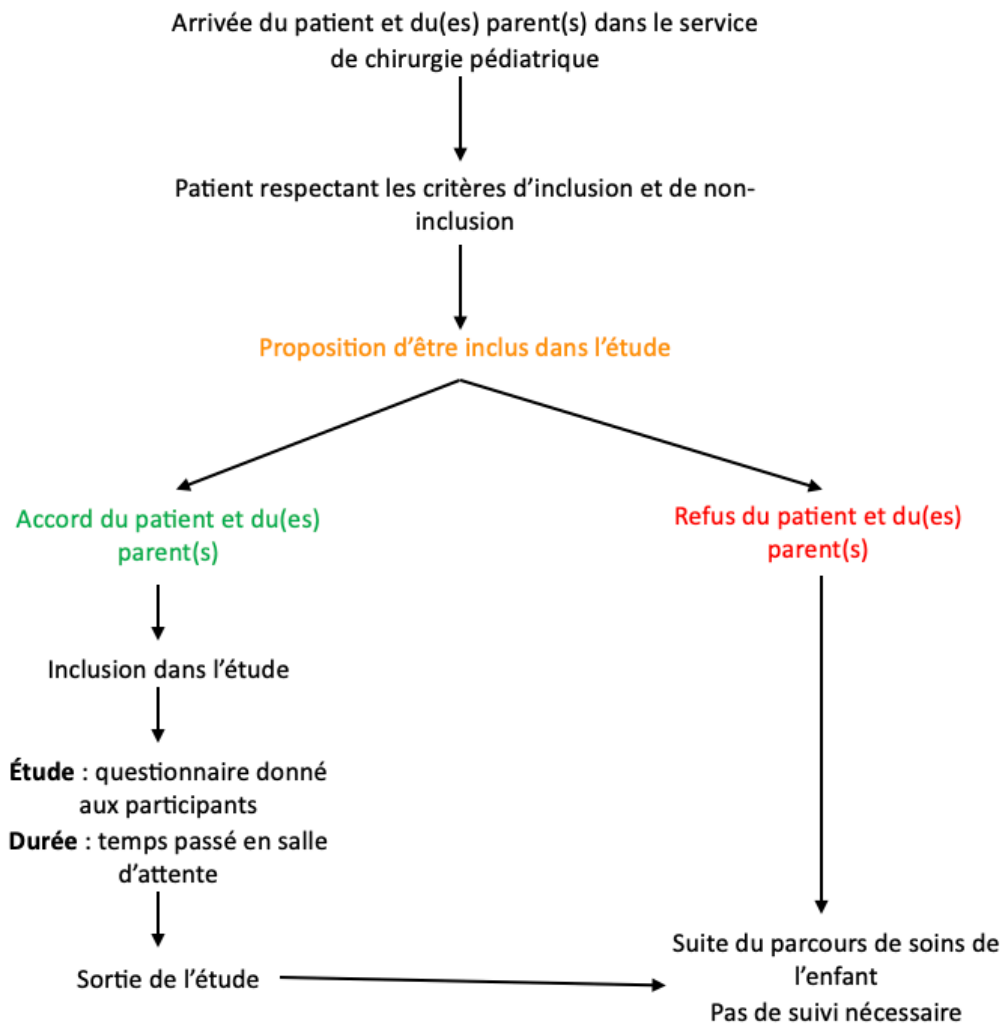 Arrivée du patient et du(es) parent(s) dans le service
de chirurgie pédiatrique
Patient respectant les critères d’inclusion et de non-
inclusion
Proposition d’être inclus dans l’étude
Accord du patient et du(es)
parent(s)
Refus du patient et du(es)
parent(s)
Inclusion dans l’étude
Étude : questionnaire donné
aux participants
Durée : temps passé en salle
d’attente
Sortie de l’étude
Suite du parcours de soins de
l’enfant
Pas de suivi nécessaire